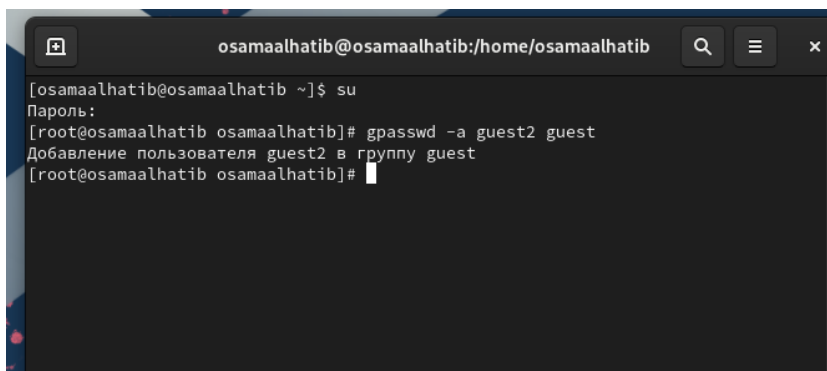 osamaalhatib@osamaalhatib:/home/osamaalhatib
[osamaalhatib@osamaalhatib ~]$ su
Пароль:
[root@osamaalhatib osamaalhatib]# gpasswd -a guest2 guest
Добавление пользователя guest2 в группу guest
[root@osamaalhatib osamaalhatib]#